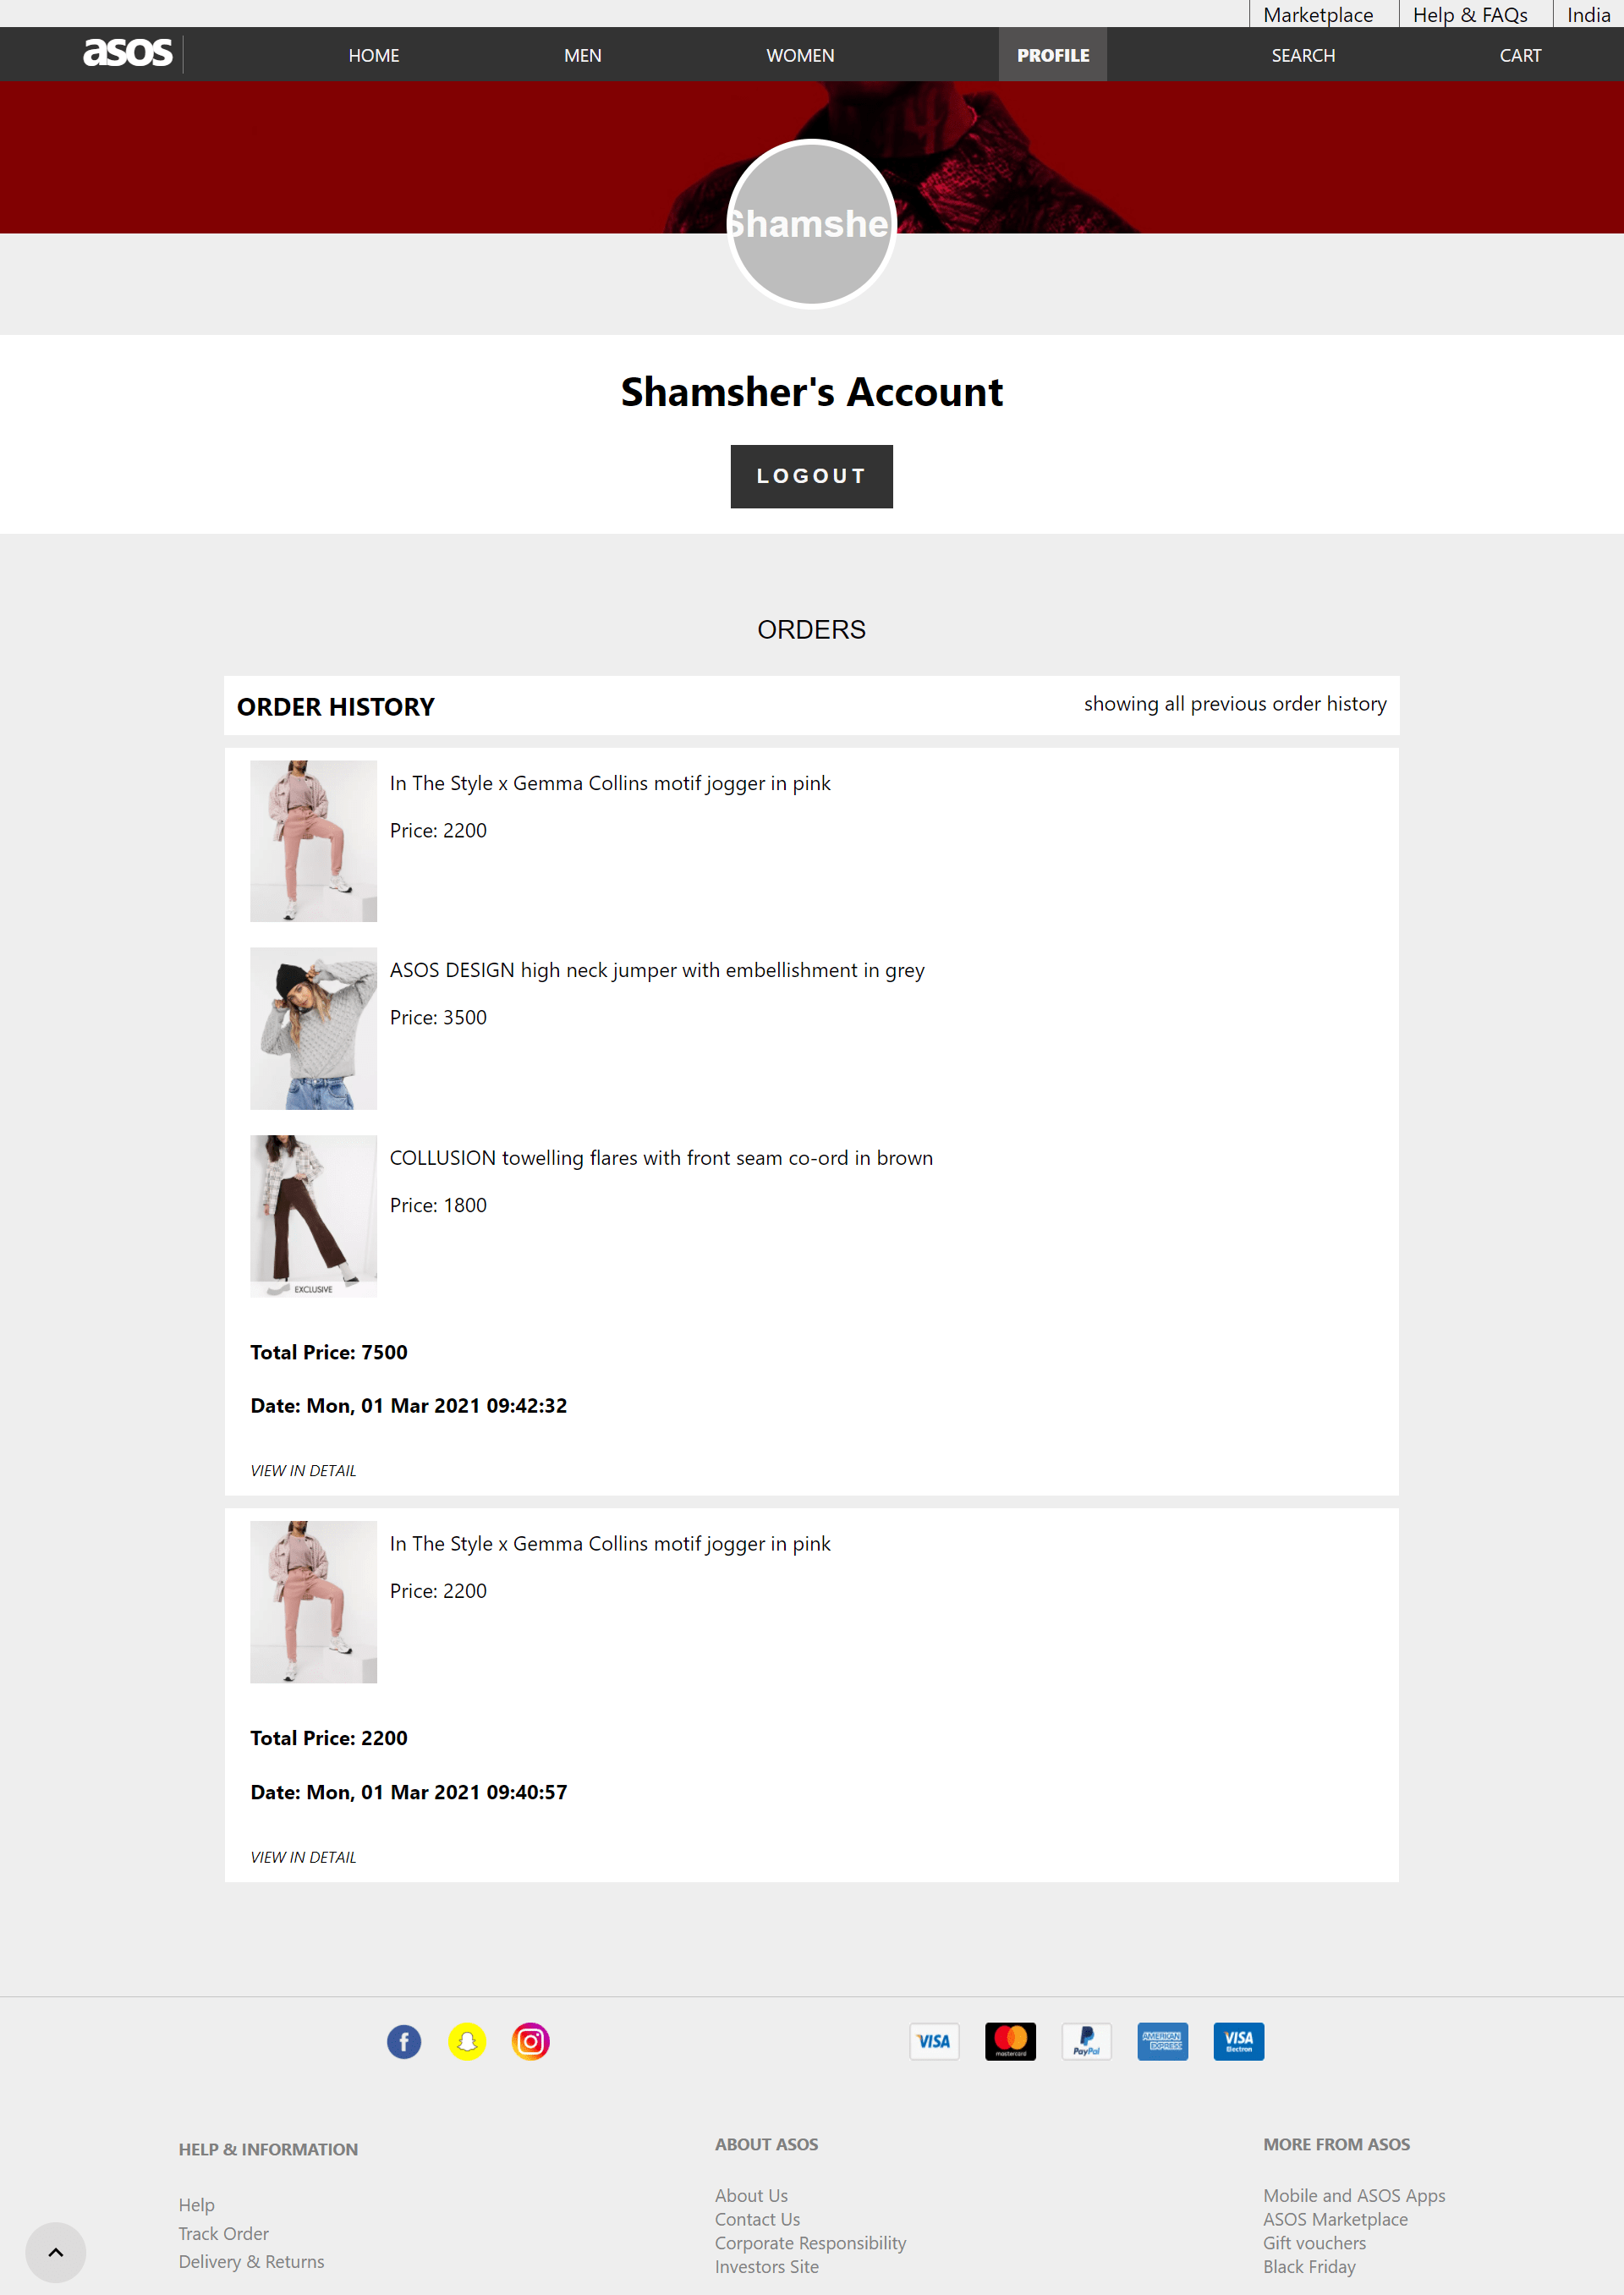 Marketplace
Help & FAQs
India
asos
HOME
MEN
WOMEN
PROFILE
SEARCH
CART
Shamshe
Shamsher's Account
LOGOUT
ORDERS
ORDER HISTORY
showing all previous order history
In The Style x Gemma Collins motif jogger in pink
Price: 2200
ASOS DESIGN high neck jumper with embellishment in grey
Price: 3500
COLLUSION towelling flares with front seam co-ord in brown
Price: 1800
EXCLUSIVE
Total Price: 7500
Date: Mon, 01 Mar 2021 09:42:32
VIEW IN DETAIL
In The Style x Gemma Collins motif jogger in pink
Price: 2200
Total Price: 2200
Date: Mon, 01 Mar 2021 09:40:57
VIEW IN DETAIL
VISA
mastercard
PayPal
AMERICAN
EXPRESS
VISA
Electron
HELP & INFORMATION
Help
Track Order
Delivery & Returns
ABOUT ASOS
About Us
Contact Us
Corporate Responsibility
Investors Site
MORE FROM ASOS
Mobile and ASOS Apps
ASOS Marketplace
Gift vouchers
Black Friday